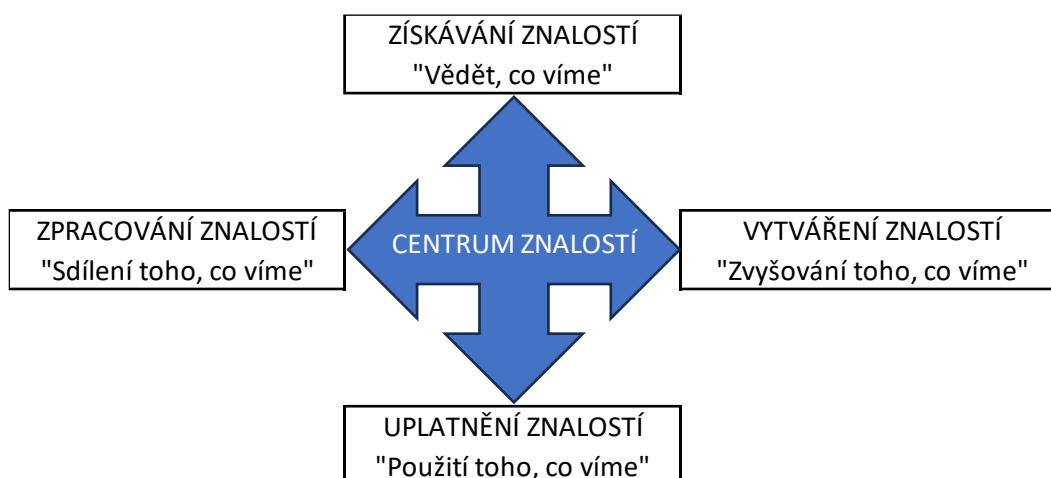 ZÍSKÁVÁNÍ ZNALOSTÍ
"Vědět, co víme"
ZPRACOVÁNÍ ZNALOSTÍ
"Sdílení toho, co víme"
CENTRUM ZNALOSTÍ
VYTVÁŘENÍ ZNALOSTÍ
"Zvyšování toho, co víme"
UPLATNĚNÍ ZNALOSTÍ
"Použití toho, co víme"